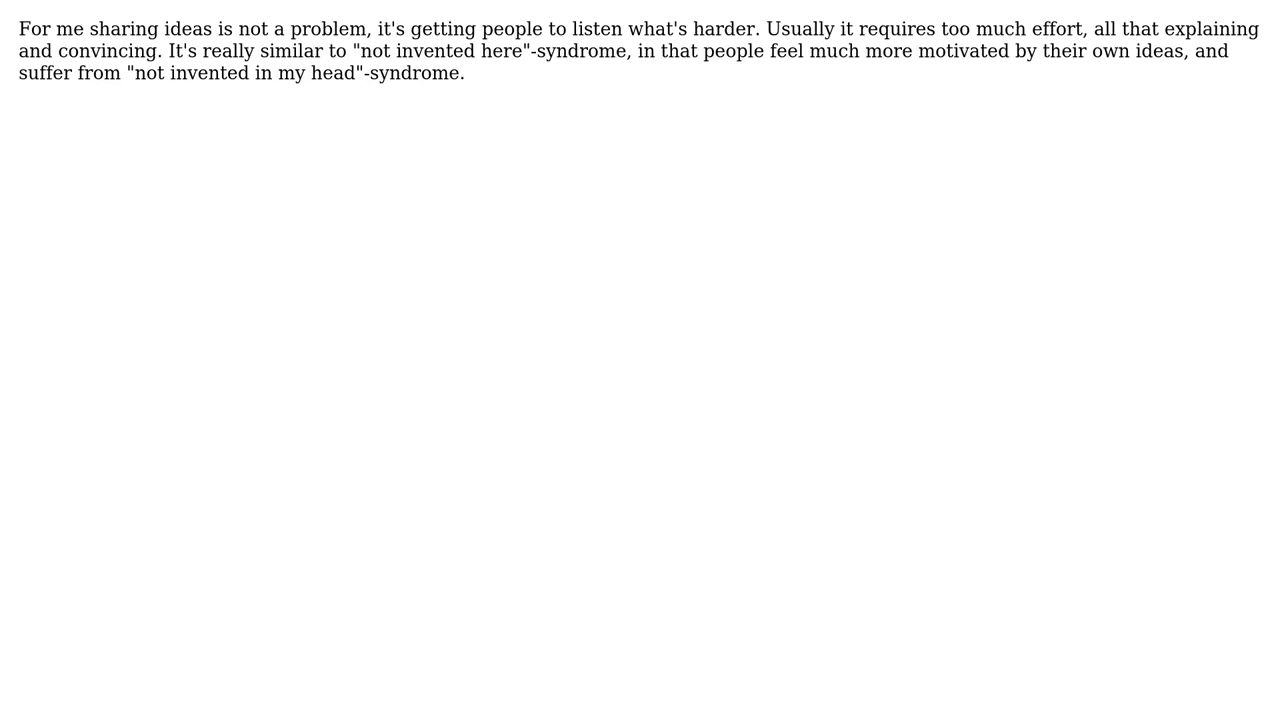 For me sharing ideas is not a problem, it's getting people to listen what's harder. Usually it requires too much effort, all that explaining
and convincing. It's really similar to "not invented here"-syndrome, in that people feel much more motivated by their own ideas, and
suffer from "not invented in my head"-syndrome.